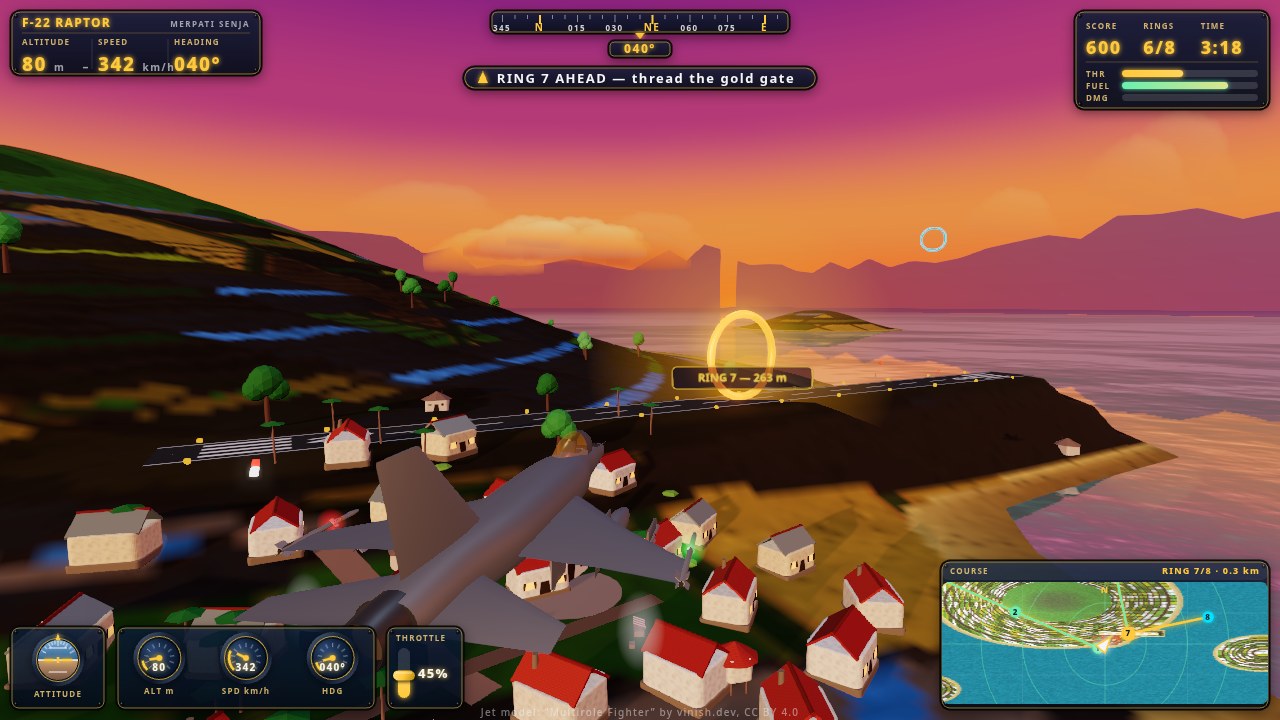 F-22 RAPTOR MERPATI SENJA
ALTITUDE SPEED HEADING
80 m – 342 km/h 040°
345 N 015 030 NE 060 075 E
040°
RING 7 AHEAD — thread the gold gate
SCORE RINGS TIME
600 6/8 3:18
THR
FUEL
DMG
RING 7 — 263 m
ATTITUDE
80
ALT m
342
SPD km/h
040°
HDG
THROTTLE
45%
COURSE RING 7/8 · 0.3 km
N
2
7
8
Jet model: "Multirole Fighter" by vinish.dev, CC BY 4.0